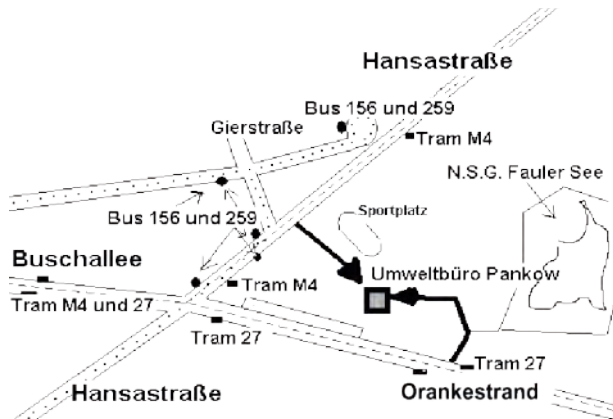 Hansastraße
Bus 156 und 259
Gierstraße
Tram M4
N.S.G. Fauler See
Sportplatz
Bus 156 und 259
Buschallee
Umweltbüro Pankow
Tram M4
Tram M4 und 27
Tram 27
Tram 27
Hansastraße
Orankestrand